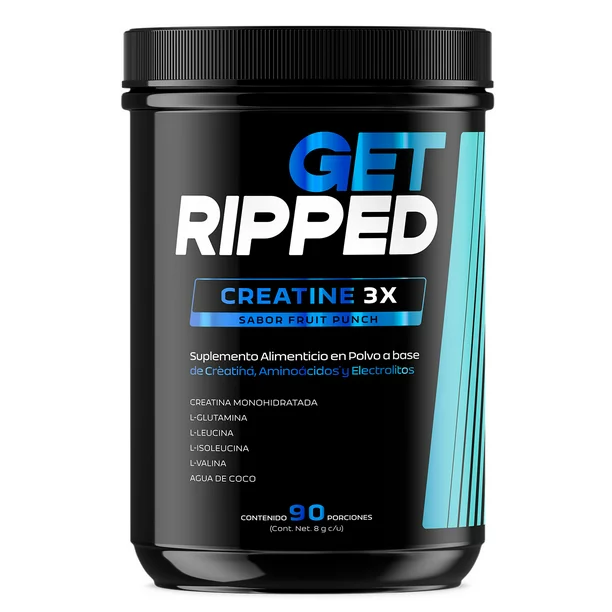 GET
RIPPED
CREATINE 3X
SABOR FRUIT PUNCH
Suplemento Alimenticio en Polvo a base
de Creatina, Aminoácidos y Electrolitos
CREATINA MONOHIDRATADA
L-GLUTAMINA
L-LEUCINA
L-ISOLEUCINA
L-VALINA
AGUA DE COCO
CONTENIDO 90 PORCIONES
(Cont. Net. 8 g c/u)